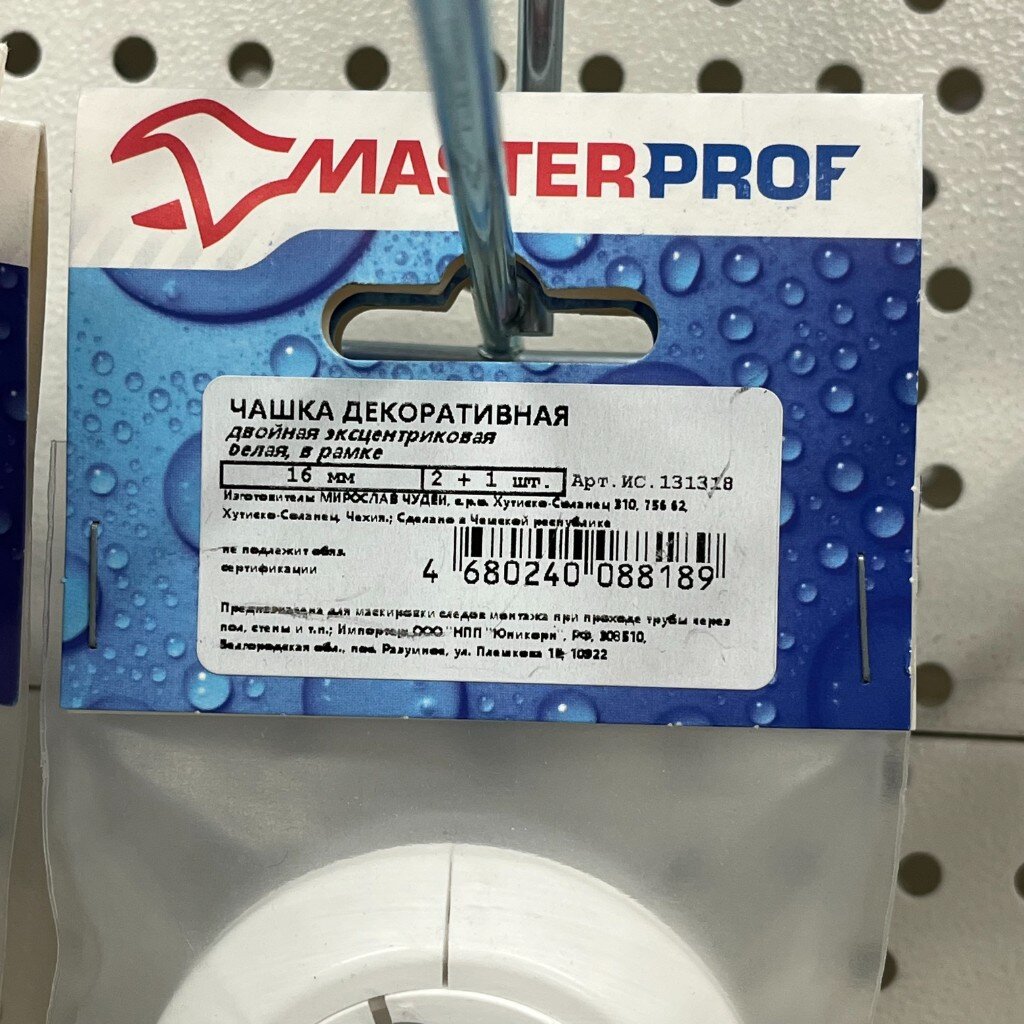 MASTERPROF
ЧАШКА ДЕКОРАТИВНАЯ
двойная эксцентриковая
белая, в рамке
16 мм 2 + 1 шт. Арт.ИС.131318
Изготовитель МИРОСЛАВ ЧУДЕЙ, с.р.о. Хутиско-Соланец 310, 756 62,
Хутиско-Соланец, Чехия.; Сделано в Чешской республике
не подлежит обяз.
сертификации
4 680240 088189
Предназначена для маскировки следов монтажа при проходе трубы через
пол, стены и т.п.; Импортер ООО "НПП "Юникорн", РФ, 308510,
Белгородская обл., пос. Разумное, ул. Плешкова